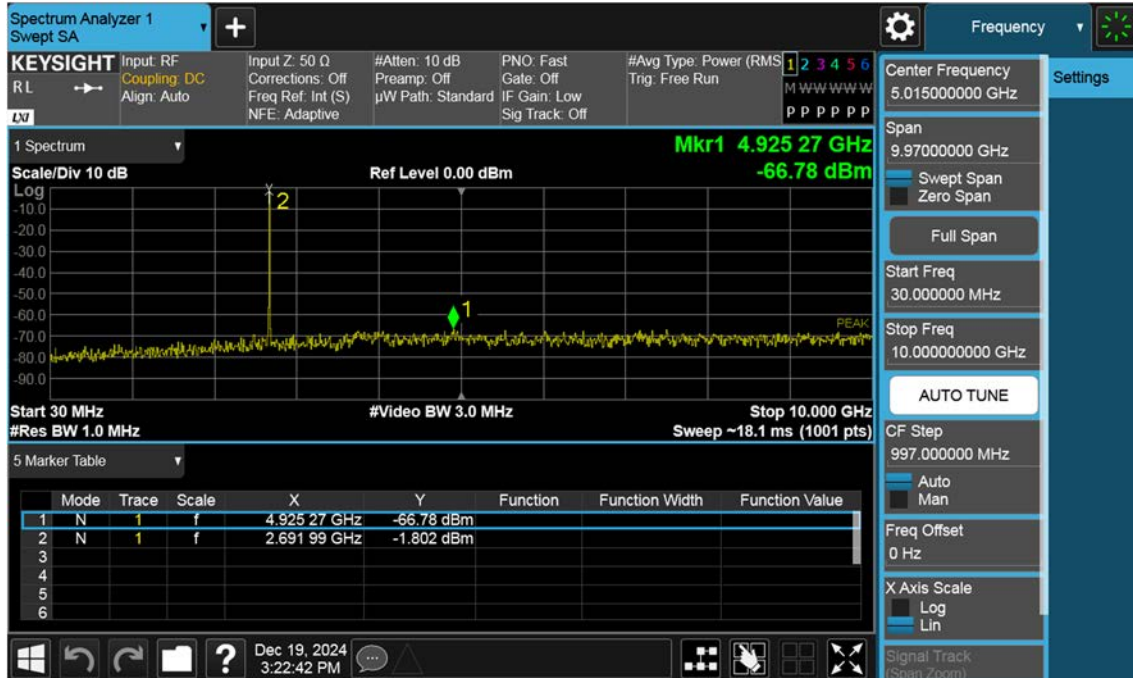 Spectrum Analyzer 1
Swept SA
Frequency
KEYSIGHT
R L
LXI
Input: RF
Coupling: DC
Align: Auto
Input Z: 50 Ω
Corrections: Off
Freq Ref: Int (S)
NFE: Adaptive
#Atten: 10 dB
Preamp: Off
µW Path: Standard
PNO: Fast
Gate: Off
IF Gain: Low
Sig Track: Off
#Avg Type: Power (RMS
Trig: Free Run
1 2 3 4 5 6
M W W W W W
P P P P P P
1 Spectrum
Scale/Div 10 dB
Ref Level 0.00 dBm
Mkr1 4.925 27 GHz
-66.78 dBm
Log
-10.0
-20.0
-30.0
-40.0
-50.0
-60.0
-70.0
-80.0
-90.0
2
1
PEAK
Start 30 MHz
#Video BW 3.0 MHz
Stop 10.000 GHz
#Res BW 1.0 MHz
Sweep ~18.1 ms (1001 pts)
5 Marker Table
Mode Trace Scale X Y Function Function Width Function Value
1 N 1 f 4.925 27 GHz -66.78 dBm
2 N 1 f 2.691 99 GHz -1.802 dBm
3
4
5
6
Dec 19, 2024
3:22:42 PM
Center Frequency
5.015000000 GHz
Settings
Span
9.97000000 GHz
Swept Span
Zero Span
Full Span
Start Freq
30.000000 MHz
Stop Freq
10.000000000 GHz
AUTO TUNE
CF Step
997.000000 MHz
Auto
Man
Freq Offset
0 Hz
X Axis Scale
Log
Lin
Signal Track
(Span Zoom)